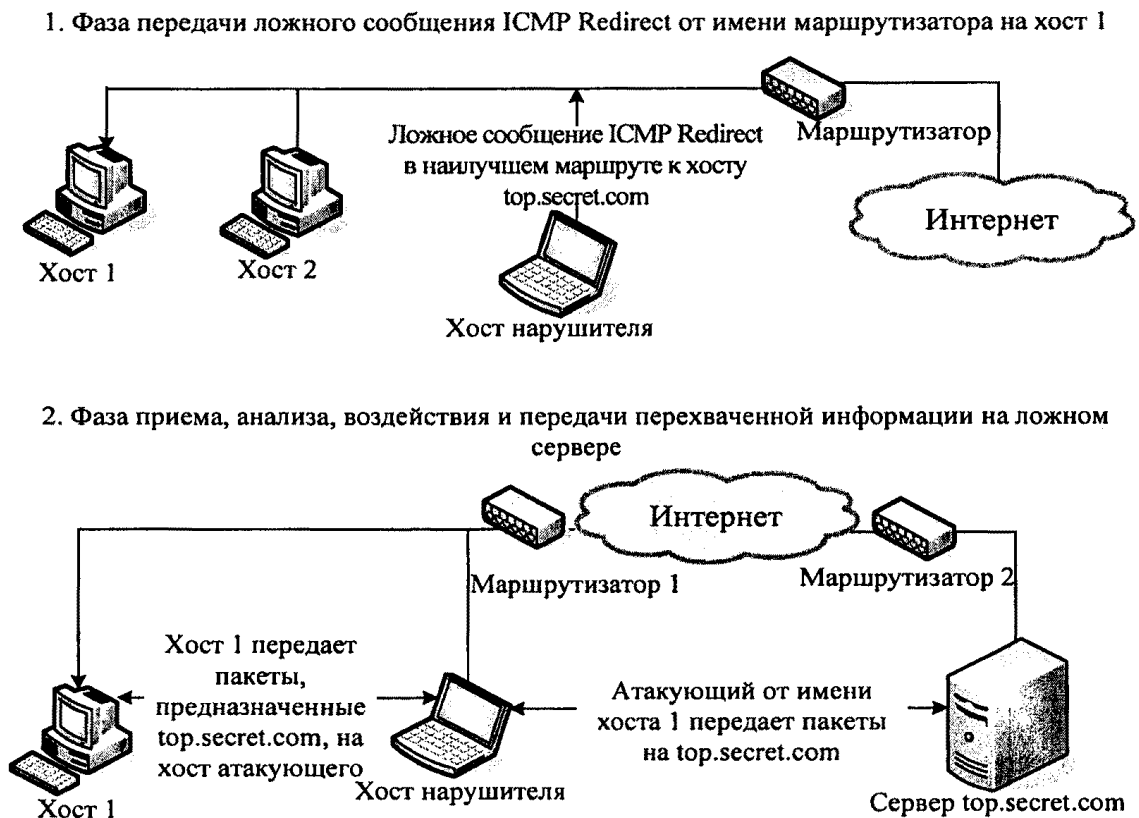 1. Фаза передачи ложного сообщения ICMP Redirect от имени маршрутизатора на хост 1
Ложное сообщение ICMP Redirect
в наилучшем маршруте к хосту
top.secret.com
Маршрутизатор
Интернет
Хост 1
Хост 2
Хост нарушителя
2. Фаза приема, анализа, воздействия и передачи перехваченной информации на ложном
сервере
Интернет
Маршрутизатор 1
Маршрутизатор 2
Хост 1 передает
пакеты,
предназначенные
top.secret.com, на
хост атакующего
Атакующий от имени
хоста 1 передает пакеты
на top.secret.com
Хост 1
Хост нарушителя
Сервер top.secret.com